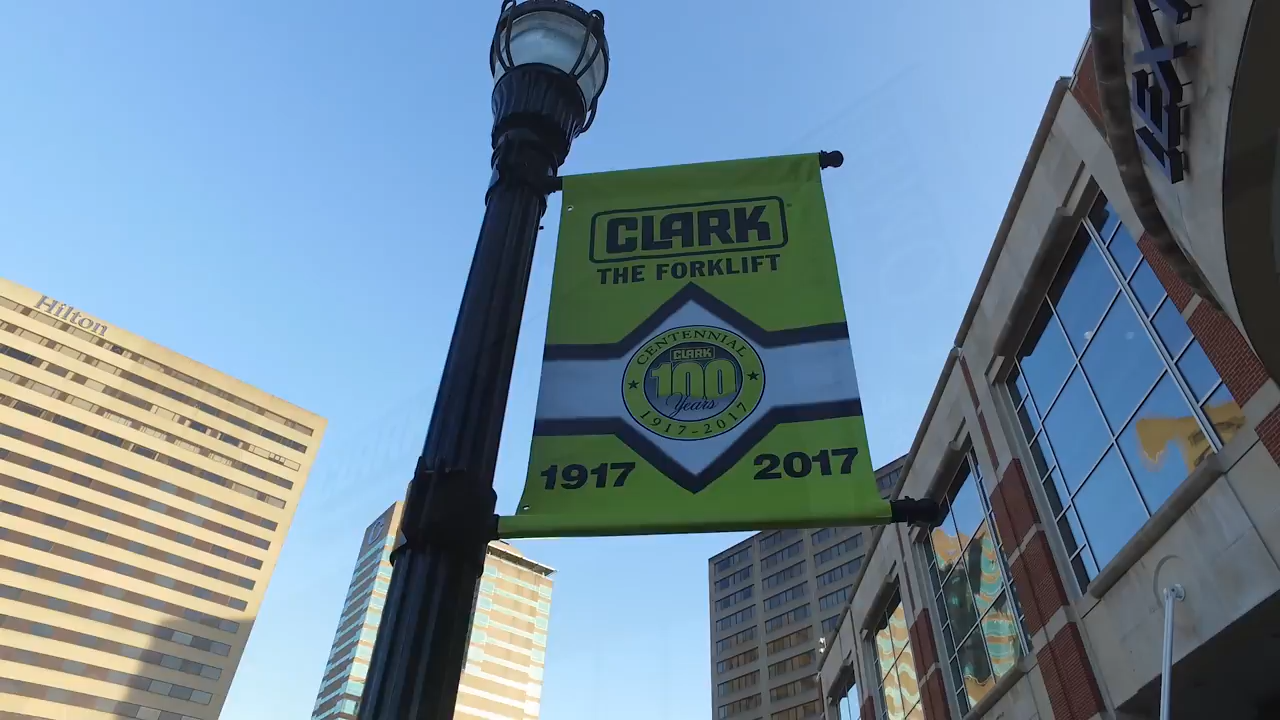 Hilton
CLARK
THE FORKLIFT
CENTENNIAL
CLARK
100
Years
1917-2017
1917
2017